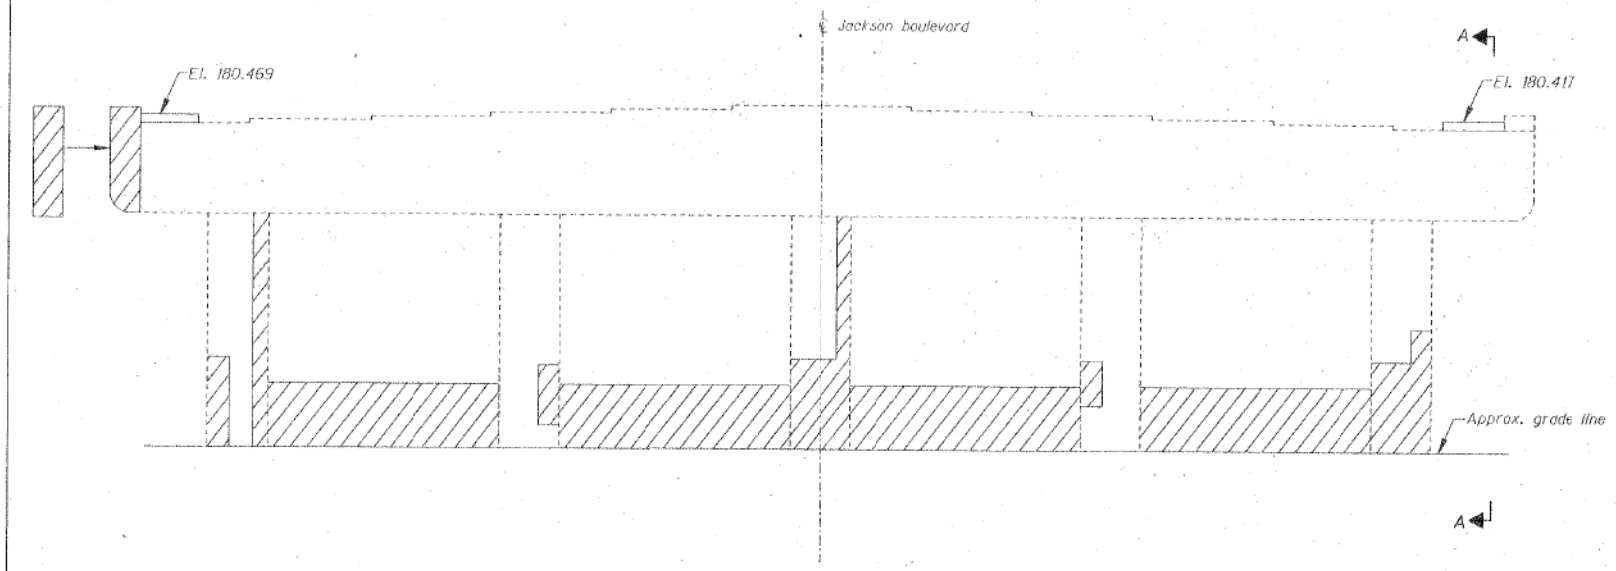 ℄ Jackson boulevard
A
El. 180.469
El. 180.417
Approx. grade line
A